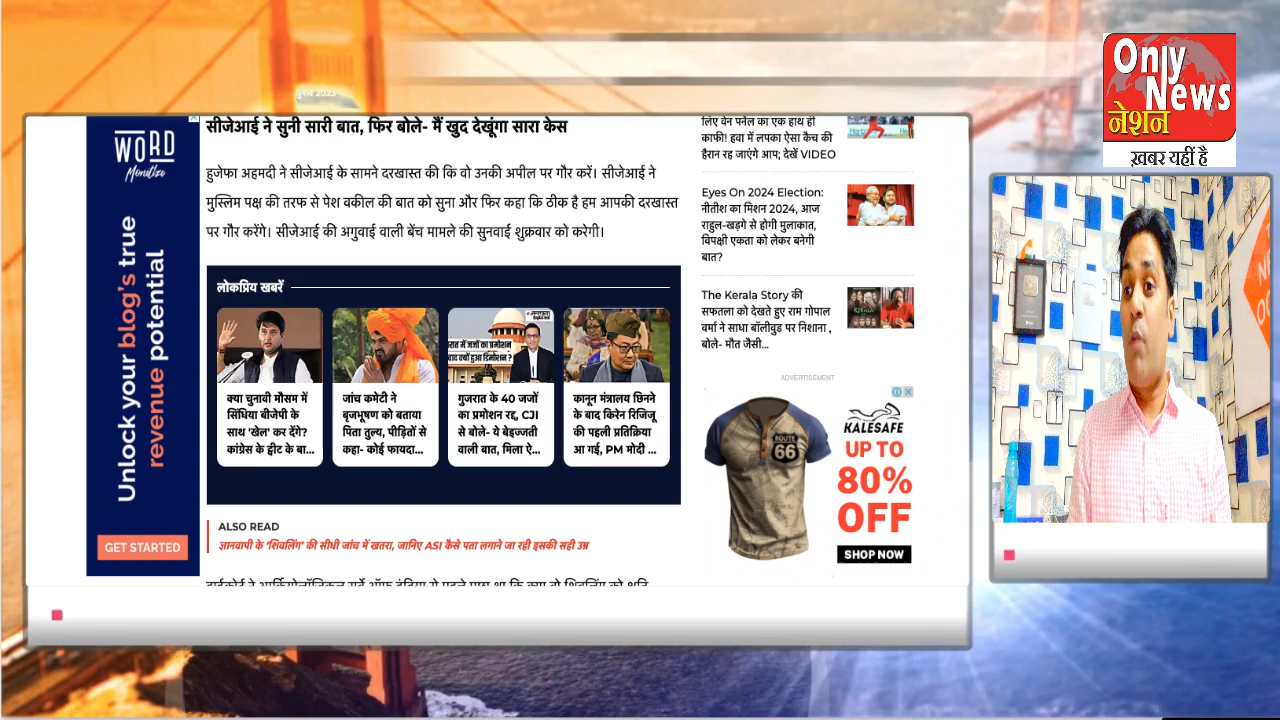 Only
News
नेशन
ख़बर यहीं है
WORD
Monetize
Unlock your blog's true
revenue potential
GET STARTED
सीजेआई ने सुनी सारी बात, फिर बोले- मैं खुद देखूंगा सारा केस
हुजेफा अहमदी ने सीजेआई के सामने दरखास्त की कि वो उनकी अपील पर गौर करें। सीजेआई ने
मुस्लिम पक्ष की तरफ से पेश वकील की बात को सुना और फिर कहा कि ठीक है हम आपकी दरखास्त
पर गौर करेंगे। सीजेआई की अगुवाई वाली बेंच मामले की सुनवाई शुक्रवार को करेगी।
लोकप्रिय खबरें
क्या चुनावी मौसम में
सिंधिया बीजेपी के
साथ 'खेल' कर देंगे?
कांग्रेस के ट्वीट के बा...
जांच कमेटी ने
बृजभूषण को बताया
पिता तुल्य, पीड़ितों से
कहा- कोई फायदा...
गुजरात के 40 जजों
का प्रमोशन रद्द, CJI
से बोले- ये बेइज्जती
वाली बात, मिला ऐ...
कानून मंत्रालय छिनने
के बाद किरेन रिजिजू
की पहली प्रतिक्रिया
आ गई, PM मोदी ...
ALSO READ
ज्ञानवापी के 'शिवलिंग' की सीधी जांच में खतरा, जानिए ASI कैसे पता लगाने जा रही इसकी सही उम्र
लिए वेन पर्नेल का एक हाथ ही
काफी! हवा में लपका ऐसा कैच की
हैरान रह जाएंगे आप; देखें VIDEO
Eyes On 2024 Election:
नीतीश का मिशन 2024, आज
राहुल-खड़गे से होगी मुलाकात,
विपक्षी एकता को लेकर बनेगी
बात?
The Kerala Story की
सफलता को देखते हुए राम गोपाल
वर्मा ने साधा बॉलीवुड पर निशाना ,
बोले- मौत जैसी...
ADVERTISEMENT
ROUTE
66
KALESAFE
UP TO
80%
OFF
SHOP NOW